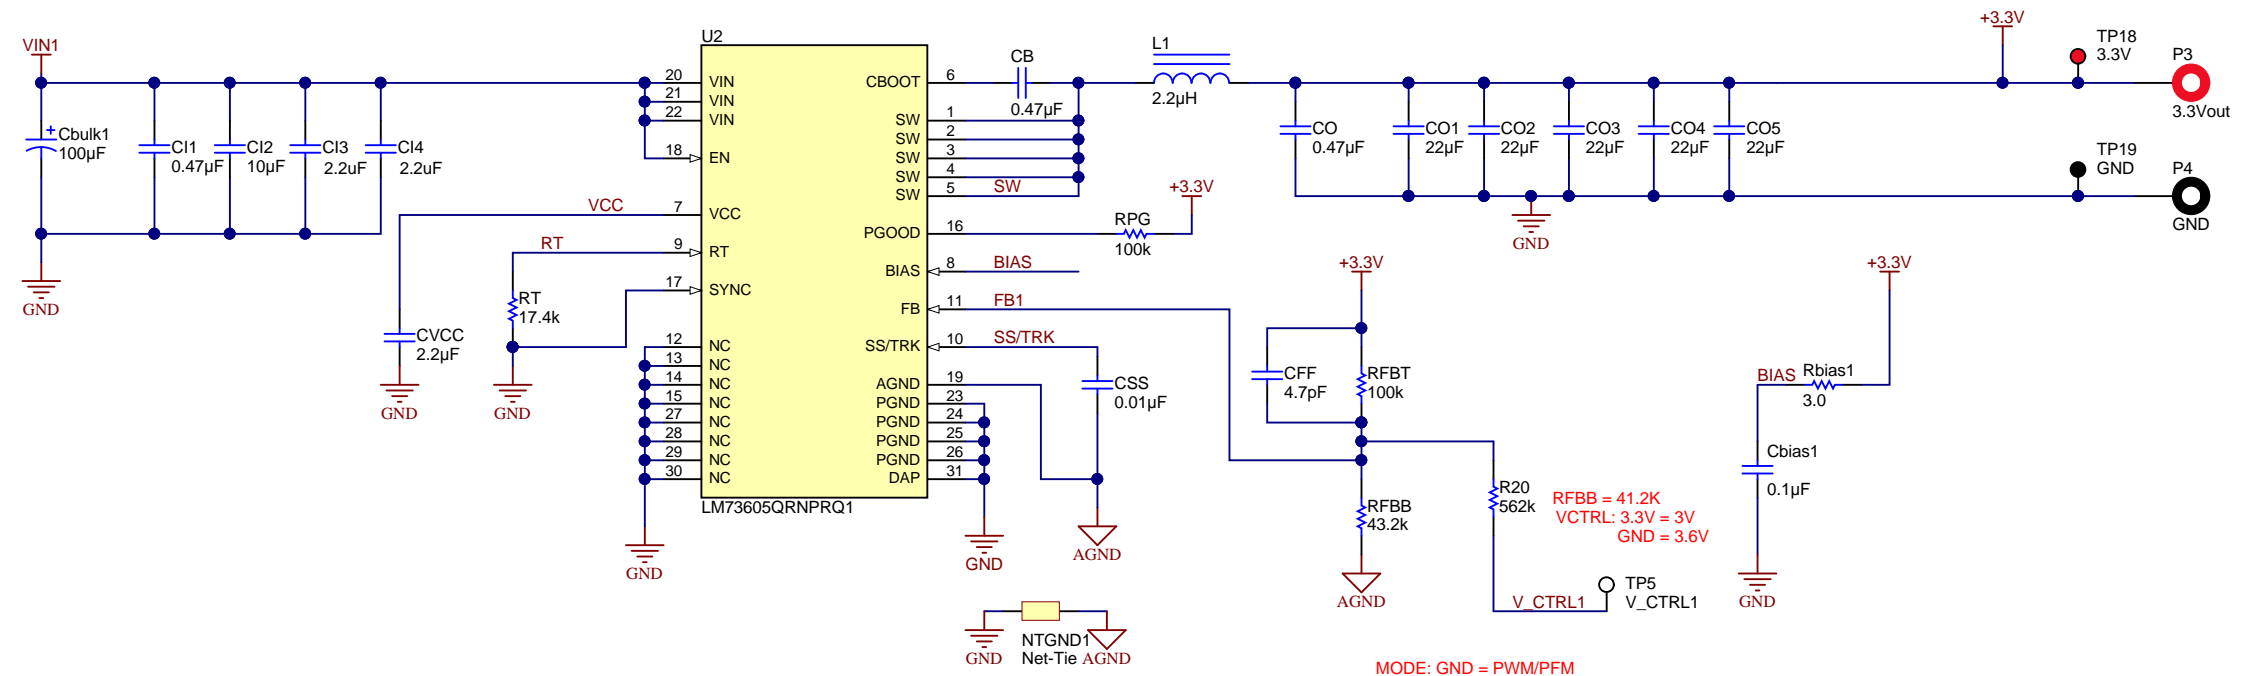 VIN1
Cbulk1
100µF
CI1
0.47µF
CI2
10µF
CI3
2.2uF
CI4
2.2uF
GND
VCC
CVCC
2.2µF
GND
RT
RT
17.4k
GND
U2
20 VIN
21 VIN
22 VIN
18 EN
7 VCC
9 RT
17 SYNC
12 NC
13 NC
14 NC
15 NC
27 NC
28 NC
29 NC
30 NC
GND
CBOOT 6
SW 1
SW 2
SW 3
SW 4
SW 5
PGOOD 16
BIAS 8
FB 11
SS/TRK 10
AGND 19
PGND 23
PGND 24
PGND 25
PGND 26
DAP 31
LM73605QRNPRQ1
CB
0.47µF
SW
L1
2.2µH
RPG
100k
+3.3V
BIAS
FB1
SS/TRK
CSS
0.01µF
GND
AGND
NTGND1
Net-Tie
GND
AGND
CO
0.47µF
CO1
22µF
CO2
22µF
CO3
22µF
CO4
22µF
CO5
22µF
GND
+3.3V
TP18
3.3V
P3
3.3Vout
TP19
GND
P4
GND
+3.3V
CFF
4.7pF
RFBT
100k
RFBB
43.2k
AGND
R20
562k
RFBB = 41.2K
VCTRL: 3.3V = 3V
GND = 3.6V
V_CTRL1
TP5
V_CTRL1
+3.3V
BIAS
Rbias1
3.0
Cbias1
0.1µF
GND
MODE: GND = PWM/PFM